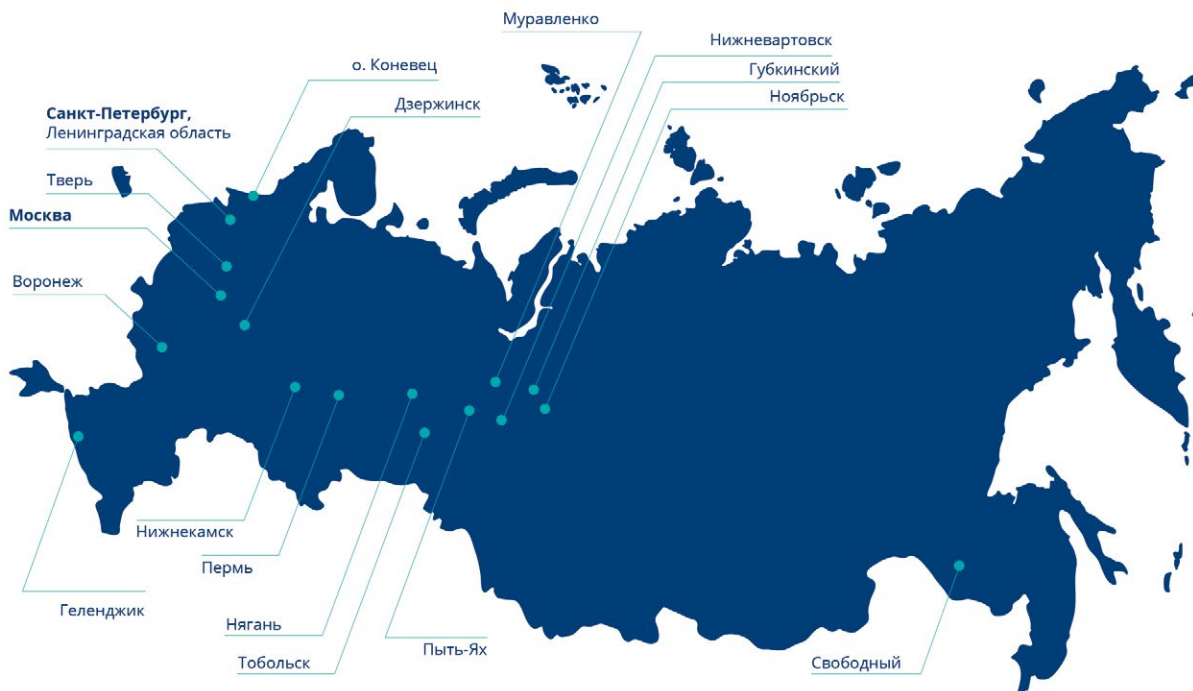 Муравленко
Нижневартовск
о. Коневец
Губкинский
Ноябрьск
Дзержинск
Санкт-Петербург,
Ленинградская область
Тверь
Москва
Воронеж
Нижнекамск
Пермь
Геленджик
Нягань
Пыть-Ях
Тобольск
Свободный